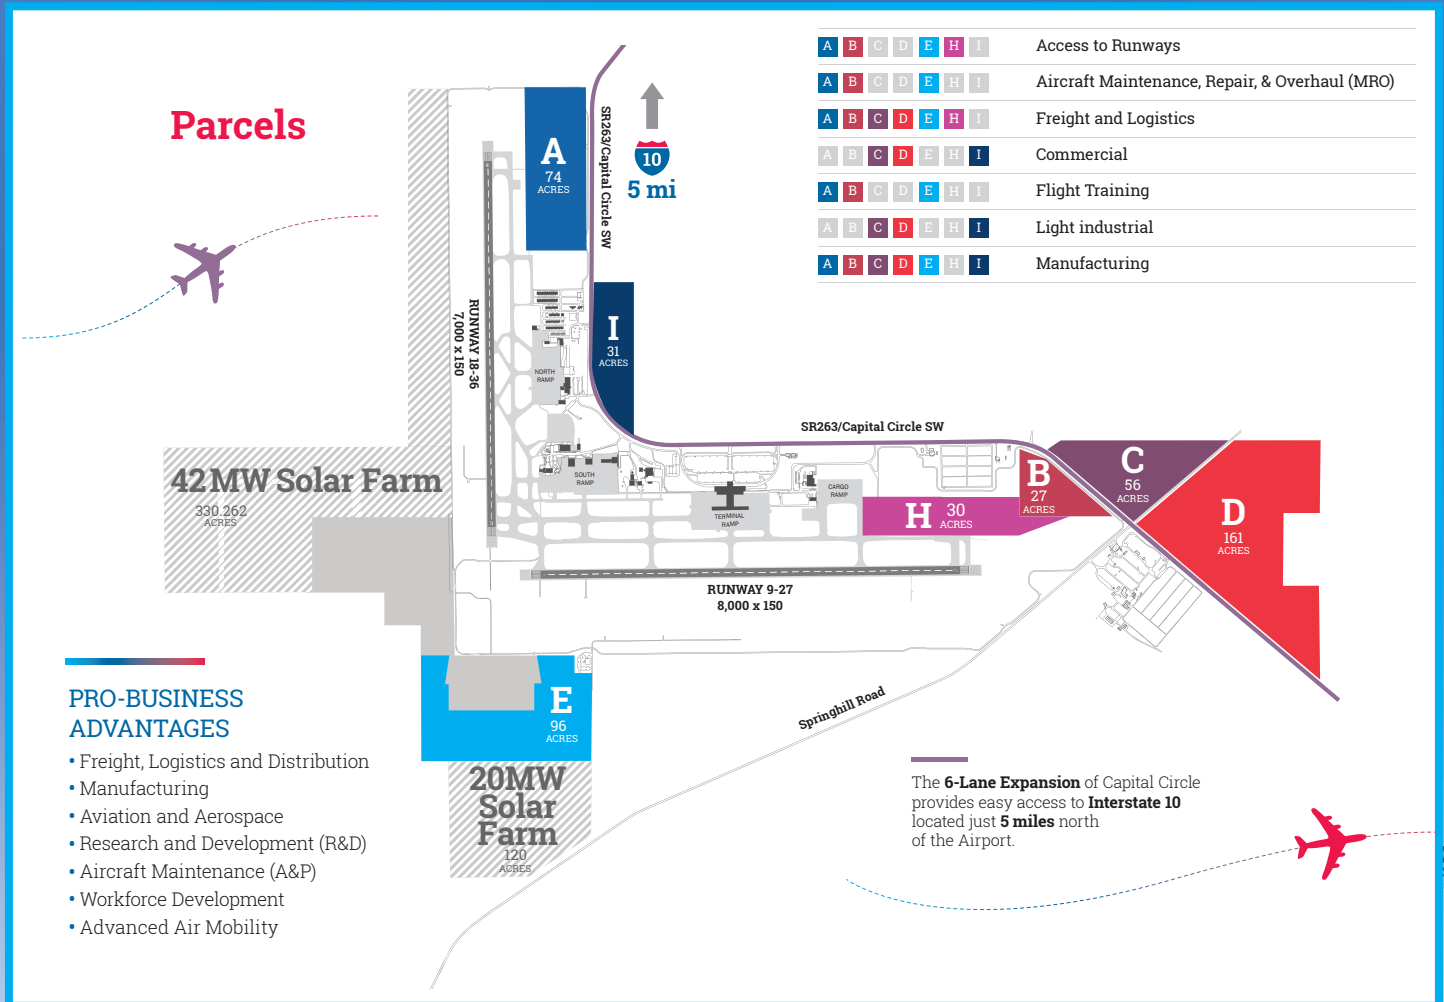 Parcels
A B C D E H I Access to Runways
A B C D E H I Aircraft Maintenance, Repair, & Overhaul (MRO)
A B C D E H I Freight and Logistics
A B C D E H I Commercial
A B C D E H I Flight Training
A B C D E H I Light industrial
A B C D E H I Manufacturing
A
74
ACRES
SR263/Capital Circle SW
10
5 mi
RUNWAY 18-36
7,000 x 150
I
31
ACRES
NORTH
RAMP
SR263/Capital Circle SW
42 MW Solar Farm
330.262
ACRES
SOUTH
RAMP
TERMINAL
RAMP
CARGO
RAMP
H 30
ACRES
B
27
ACRES
C
56
ACRES
D
161
ACRES
RUNWAY 9-27
8,000 x 150
E
96
ACRES
20MW
Solar
Farm
120
ACRES
Springhill Road
PRO-BUSINESS
ADVANTAGES
• Freight, Logistics and Distribution
• Manufacturing
• Aviation and Aerospace
• Research and Development (R&D)
• Aircraft Maintenance (A&P)
• Workforce Development
• Advanced Air Mobility
The 6-Lane Expansion of Capital Circle
provides easy access to Interstate 10
located just 5 miles north
of the Airport.